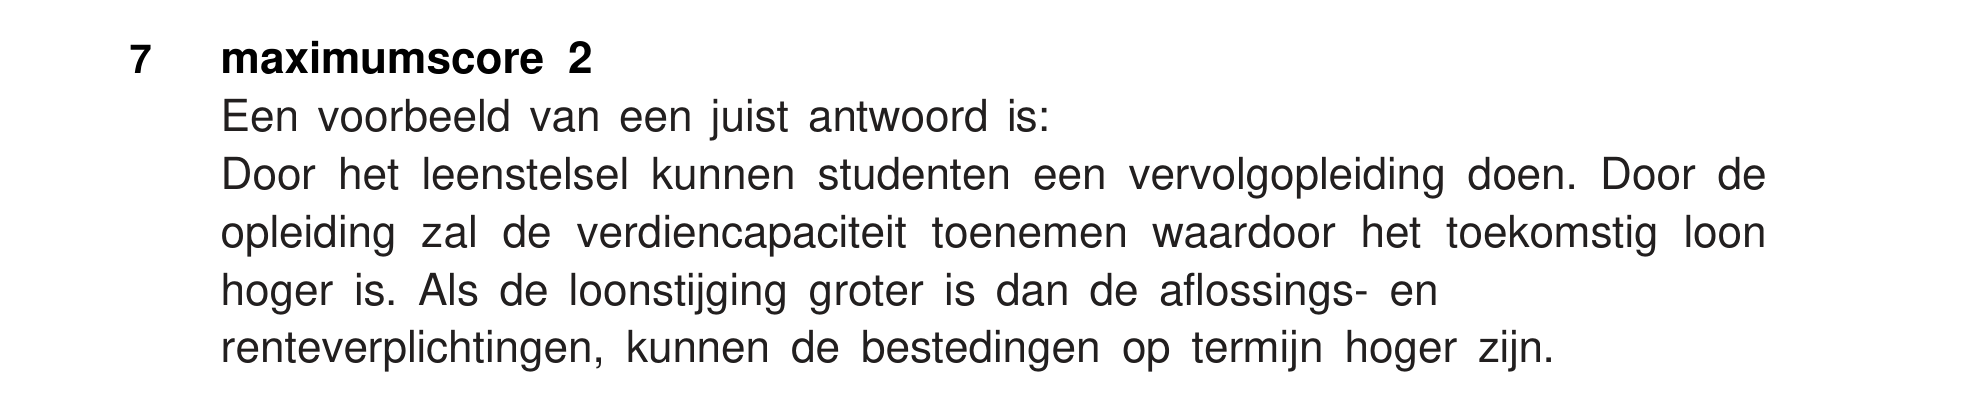 7 maximumscore 2
Een voorbeeld van een juist antwoord is:
Door het leenstelsel kunnen studenten een vervolgopleiding doen. Door de
opleiding zal de verdiencapaciteit toenemen waardoor het toekomstig loon
hoger is. Als de loonstijging groter is dan de aflossings- en
renteverplichtingen, kunnen de bestedingen op termijn hoger zijn.